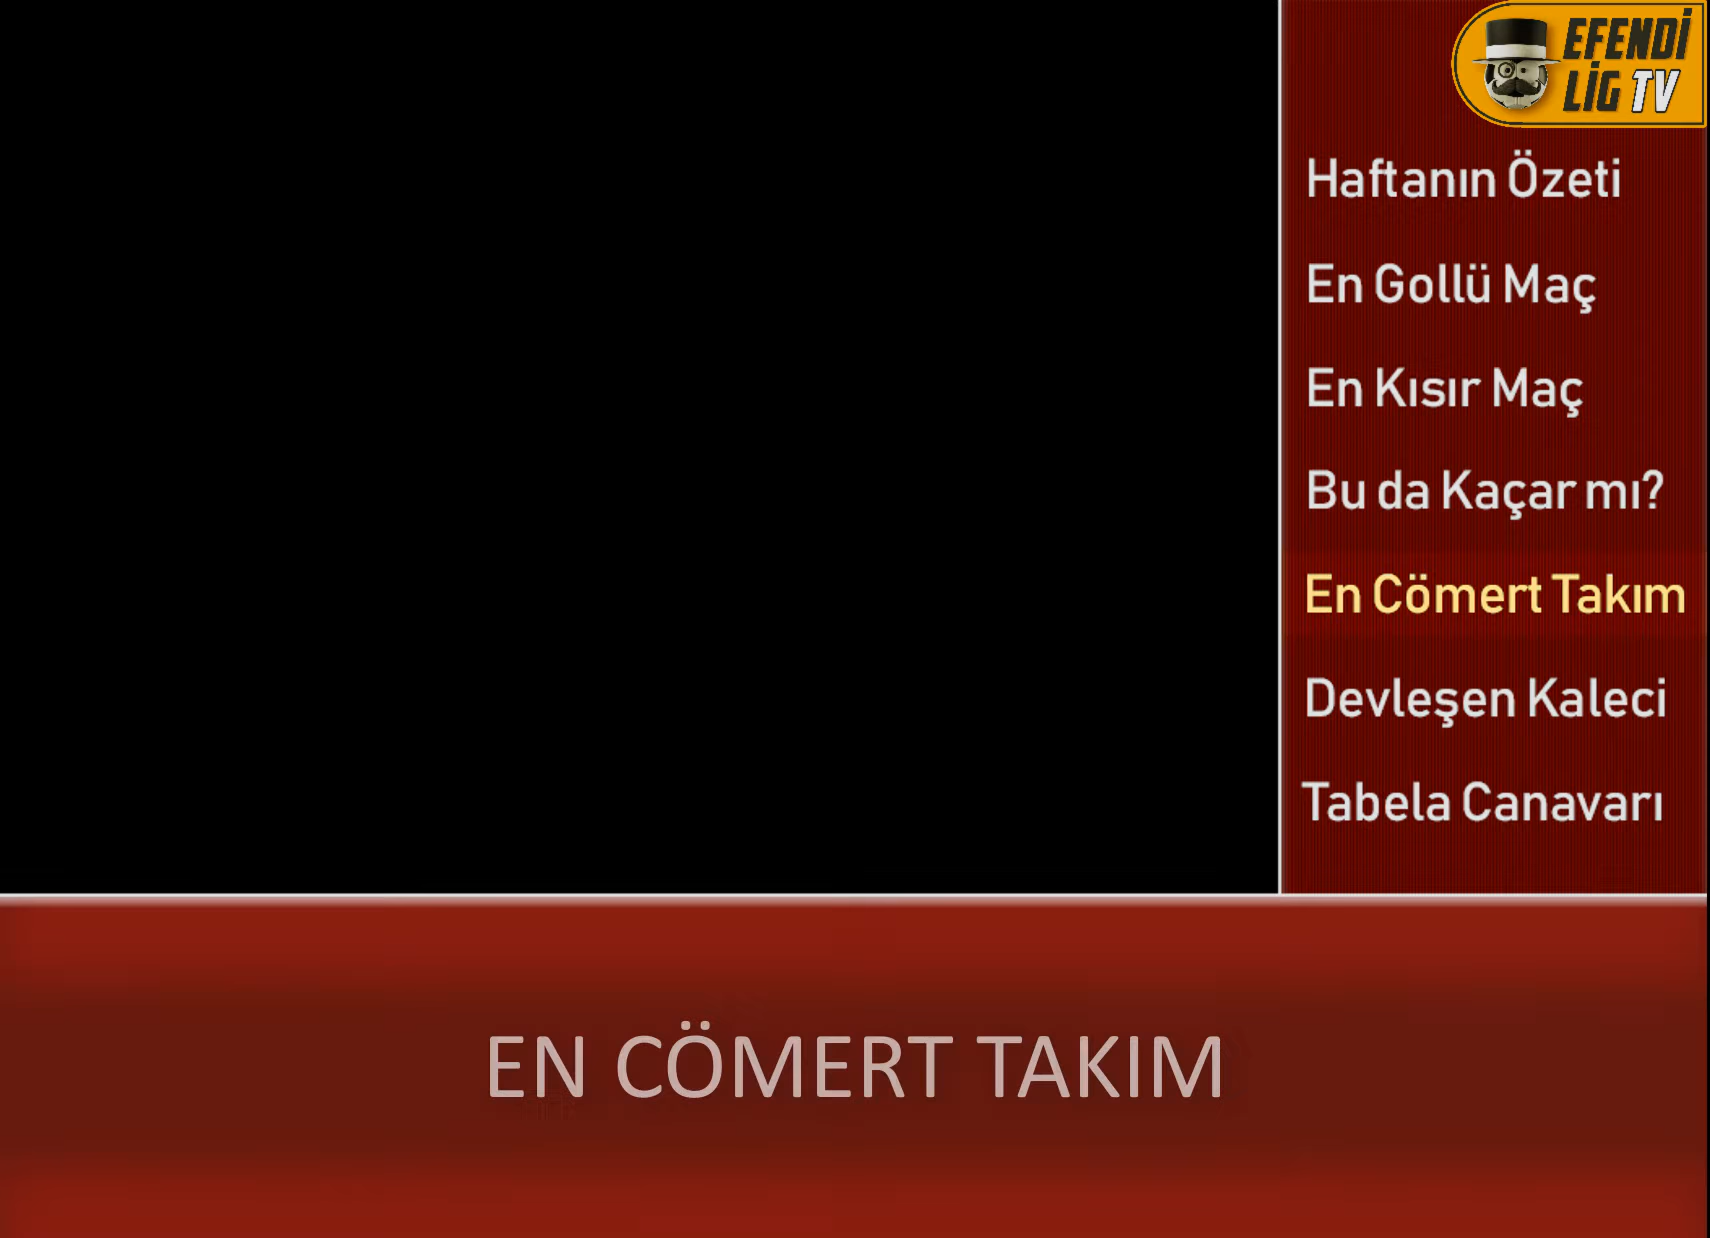 EFENDİ
LİG TV
Haftanın Özeti
En Gollü Maç
En Kısır Maç
Bu da Kaçar mı?
En Cömert Takım
Devleşen Kaleci
Tabela Canavarı
EN CÖMERT TAKIM